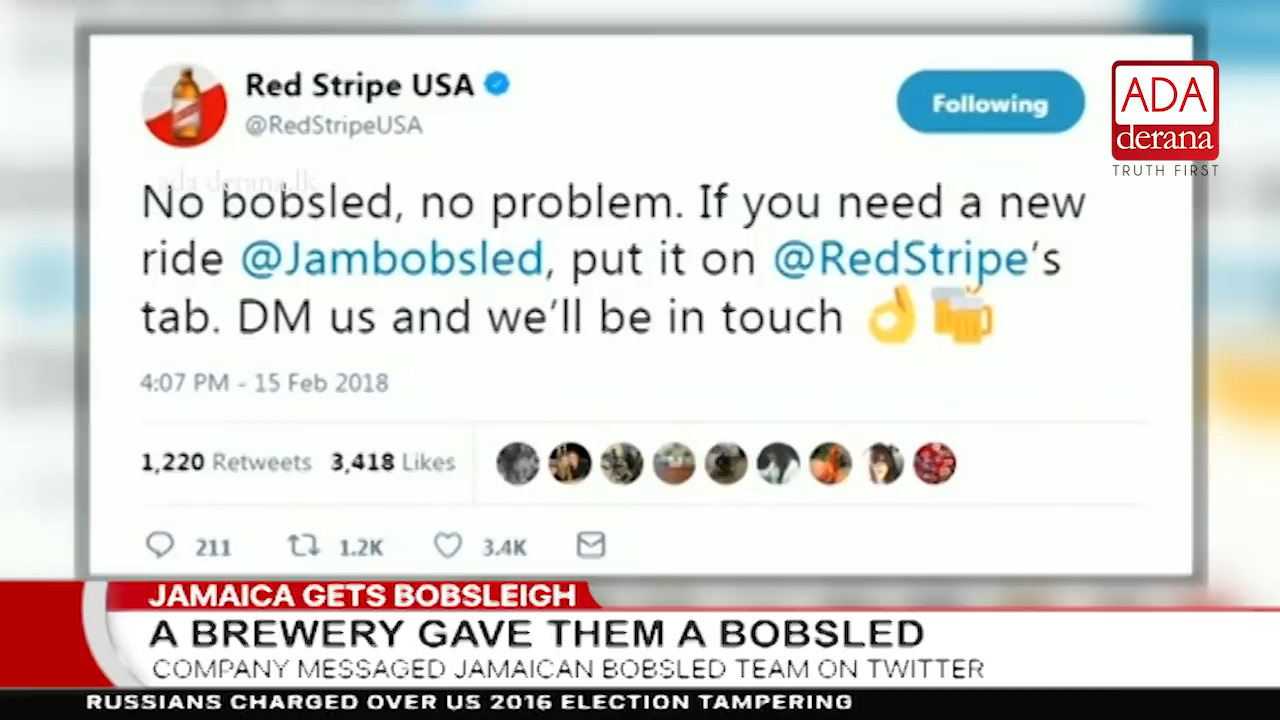 Red Stripe USA
@RedStripeUSA
Following
ADA
derana
TRUTH FIRST
ada derana.lk
No bobsled, no problem. If you need a new
ride @Jambobsled, put it on @RedStripe's
tab. DM us and we'll be in touch 👌🍻
4:07 PM - 15 Feb 2018
1,220 Retweets 3,418 Likes
211 1.2K 3.4K
JAMAICA GETS BOBSLEIGH
A BREWERY GAVE THEM A BOBSLED
COMPANY MESSAGED JAMAICAN BOBSLED TEAM ON TWITTER
RUSSIANS CHARGED OVER US 2016 ELECTION TAMPERING